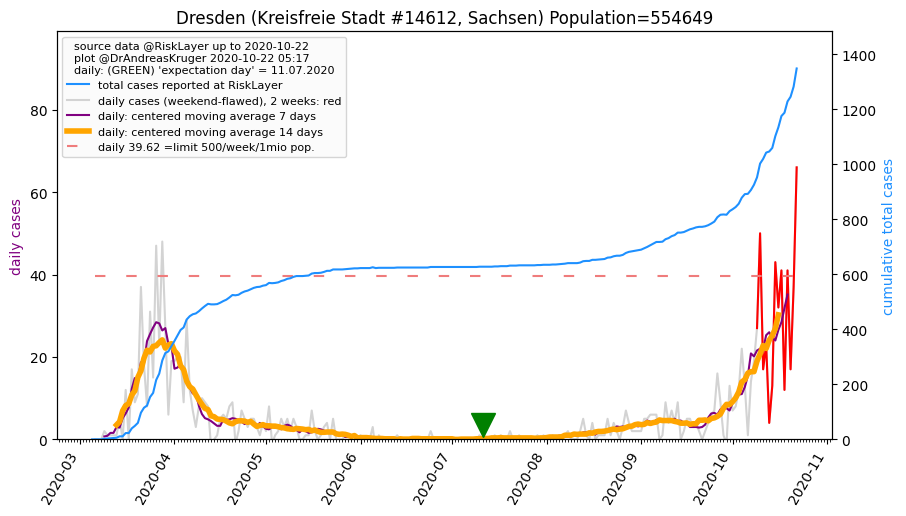 Dresden (Kreisfreie Stadt #14612, Sachsen) Population=554649
source data @RiskLayer up to 2020-10-22
plot @DrAndreasKruger 2020-10-22 05:17
daily: (GREEN) 'expectation day' = 11.07.2020
total cases reported at RiskLayer
daily cases (weekend-flawed), 2 weeks: red
daily: centered moving average 7 days
daily: centered moving average 14 days
daily 39.62 =limit 500/week/1mio pop.
daily cases
80
60
40
20
0
cumulative total cases
1400
1200
1000
800
600
400
200
0
2020-03
2020-04
2020-05
2020-06
2020-07
2020-08
2020-09
2020-10
2020-11